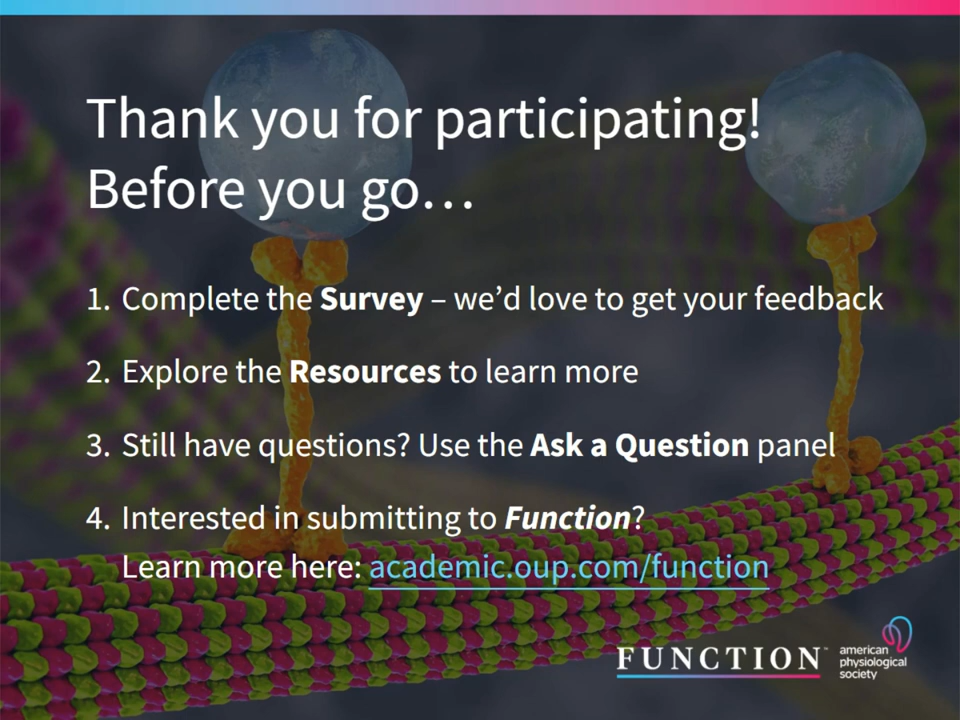 Thank you for participating!
Before you go…
1. Complete the Survey – we’d love to get your feedback
2. Explore the Resources to learn more
3. Still have questions? Use the Ask a Question panel
4. Interested in submitting to Function?
Learn more here: academic.oup.com/function
FUNCTION™
american
physiological
society